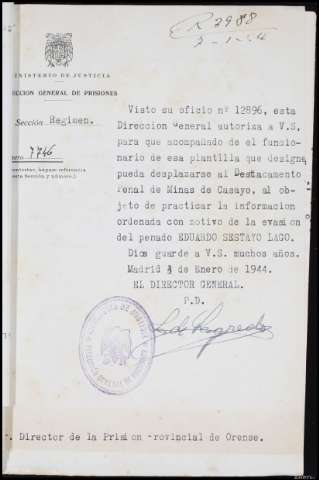 R 3988
MINISTERIO DE JUSTICIA
DIRECCION GENERAL DE PRISIONES
Sección Regimen.
7746
Visto su oficio nº 12896, esta
Direccion General autoriza a V.S.
para que acompañado de el funcio-
nario de esa plantilla que designe
pueda desplazarse al Destacamento
Penal de Minas de Casayo, al ob-
jeto de practicar la informacion
ordenada con motivo de la evasion
del penado EDUARDO SESTAYO LAGO.
Dios guarde a V.S. muchos años.
Madrid 3 de Enero de 1944.
EL DIRECTOR GENERAL.
P.D.
Director de la Prision Provincial de Orense.